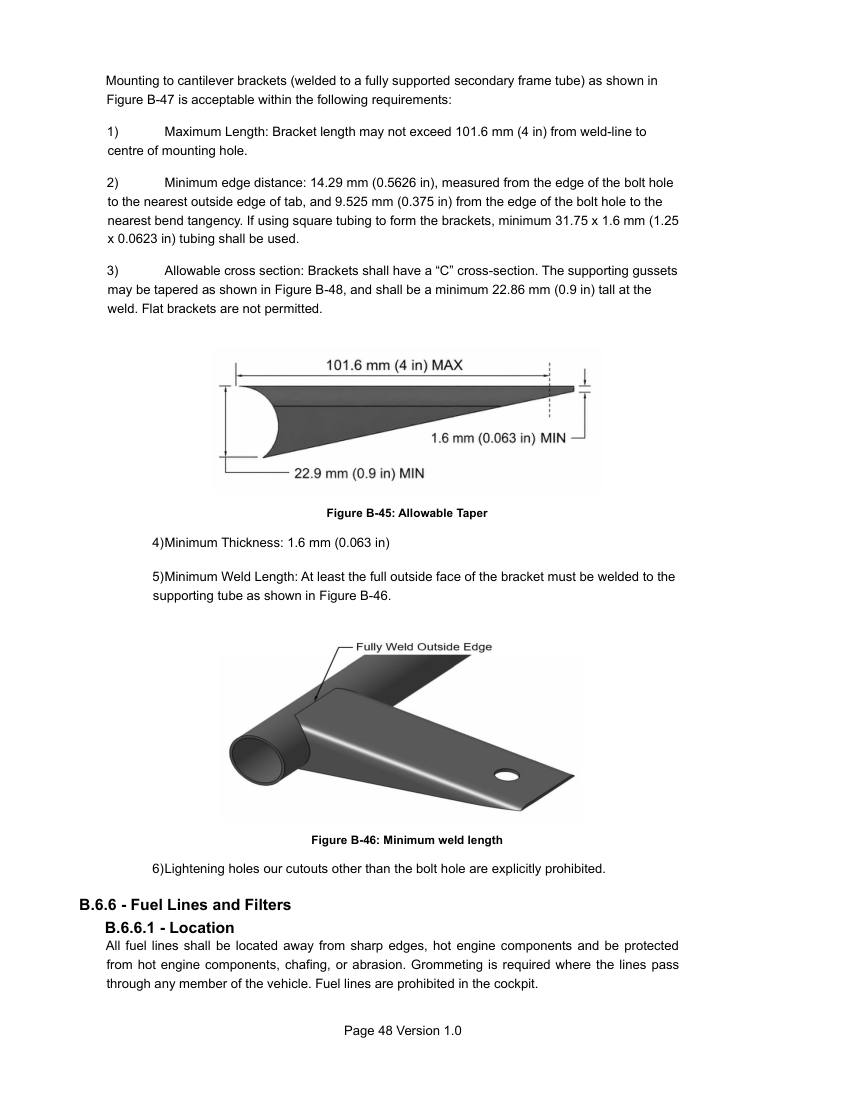 Mounting to cantilever brackets (welded to a fully supported secondary frame tube) as shown in
Figure B-47 is acceptable within the following requirements:
1) Maximum Length: Bracket length may not exceed 101.6 mm (4 in) from weld-line to
centre of mounting hole.
2) Minimum edge distance: 14.29 mm (0.5626 in), measured from the edge of the bolt hole
to the nearest outside edge of tab, and 9.525 mm (0.375 in) from the edge of the bolt hole to the
nearest bend tangency. If using square tubing to form the brackets, minimum 31.75 x 1.6 mm (1.25
x 0.0623 in) tubing shall be used.
3) Allowable cross section: Brackets shall have a “C” cross-section. The supporting gussets
may be tapered as shown in Figure B-48, and shall be a minimum 22.86 mm (0.9 in) tall at the
weld. Flat brackets are not permitted.
101.6 mm (4 in) MAX
1.6 mm (0.063 in) MIN
22.9 mm (0.9 in) MIN
Figure B-45: Allowable Taper
4)Minimum Thickness: 1.6 mm (0.063 in)
5)Minimum Weld Length: At least the full outside face of the bracket must be welded to the
supporting tube as shown in Figure B-46.
Fully Weld Outside Edge
Figure B-46: Minimum weld length
6)Lightening holes our cutouts other than the bolt hole are explicitly prohibited.
B.6.6 - Fuel Lines and Filters
B.6.6.1 - Location
All fuel lines shall be located away from sharp edges, hot engine components and be protected
from hot engine components, chafing, or abrasion. Grommeting is required where the lines pass
through any member of the vehicle. Fuel lines are prohibited in the cockpit.
Page 48 Version 1.0